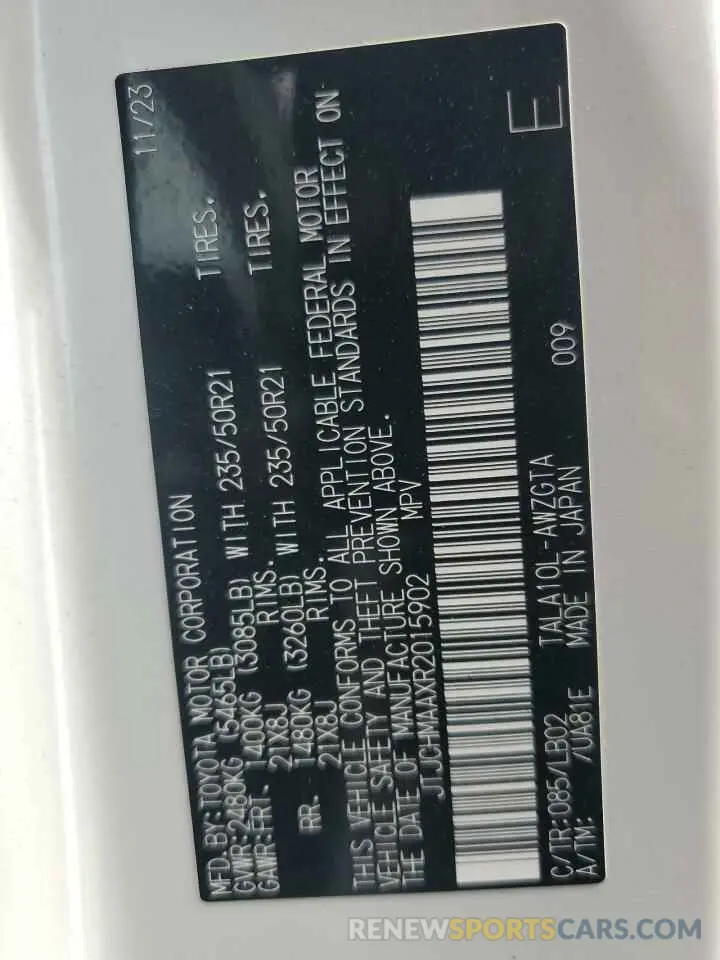 MFD. BY: TOYOTA MOTOR CORPORATION 11/23
GVWR: 2480KG (5465LB)
GAWR: FRT- 1400KG (3085LB) WITH 235/50R21 TIRES.
21X8J RIMS.
RR- 1480KG (3260LB) WITH 235/50R21 TIRES.
21X8J RIMS.
THIS VEHICLE CONFORMS TO ALL APPLICABLE FEDERAL MOTOR
VEHICLE SAFETY AND THEFT PREVENTION STANDARDS IN EFFECT ON
THE DATE OF MANUFACTURE SHOWN ABOVE.
JTJCHMAAXR2015902 MPV
E
C/TR: 085/LB02 TALA10L-AWZGTA 009
A/TM: /UA81E MADE IN JAPAN
RENEWSPORTSCARS.COM